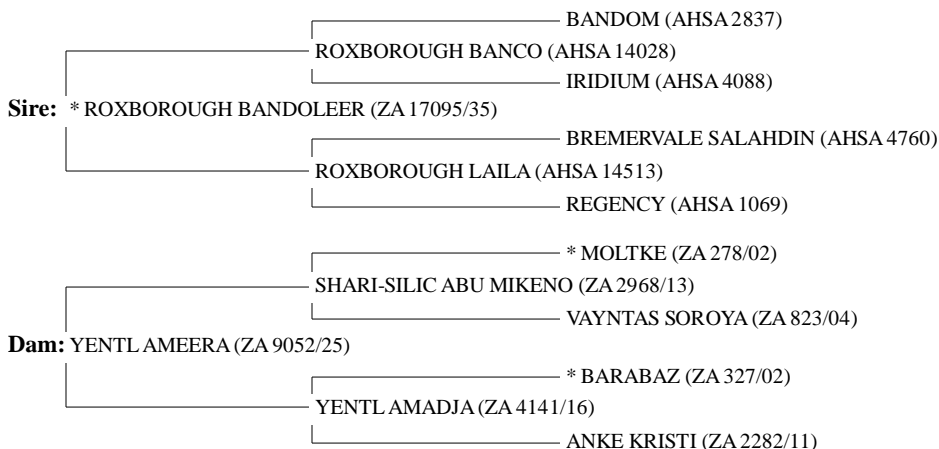 BANDOM (AHSA 2837)
ROXBOROUGH BANCO (AHSA 14028)
IRIDIUM (AHSA 4088)
Sire: * ROXBOROUGH BANDOLEER (ZA 17095/35)
BREMERVALE SALAHDIN (AHSA 4760)
ROXBOROUGH LAILA (AHSA 14513)
REGENCY (AHSA 1069)
* MOLTKE (ZA 278/02)
SHARI-SILIC ABU MIKENO (ZA 2968/13)
VAYNTAS SOROYA (ZA 823/04)
Dam: YENTL AMEERA (ZA 9052/25)
* BARABAZ (ZA 327/02)
YENTL AMADJA (ZA 4141/16)
ANKE KRISTI (ZA 2282/11)